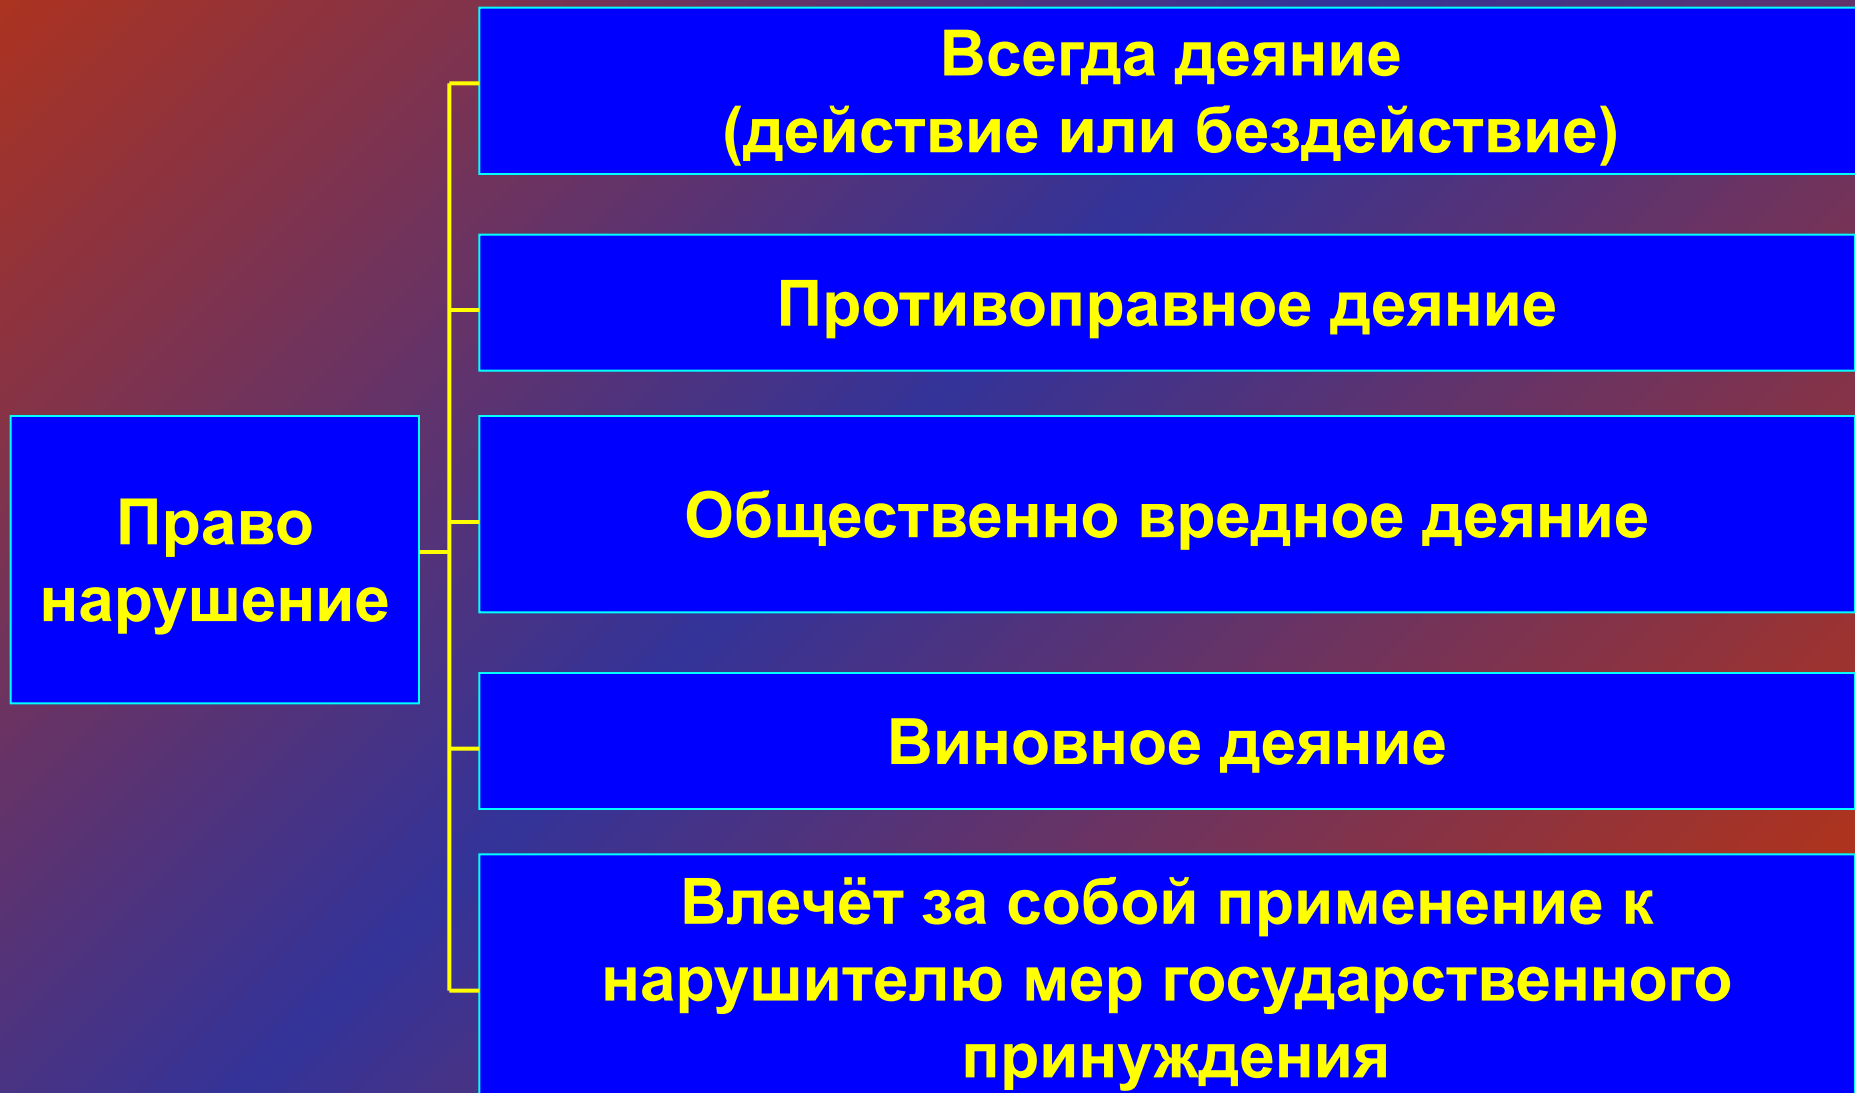 Всегда деяние
(действие или бездействие)
Противоправное деяние
Общественно вредное деяние
Право
нарушение
Виновное деяние
Влечёт за собой применение к
нарушителю мер государственного
принуждения